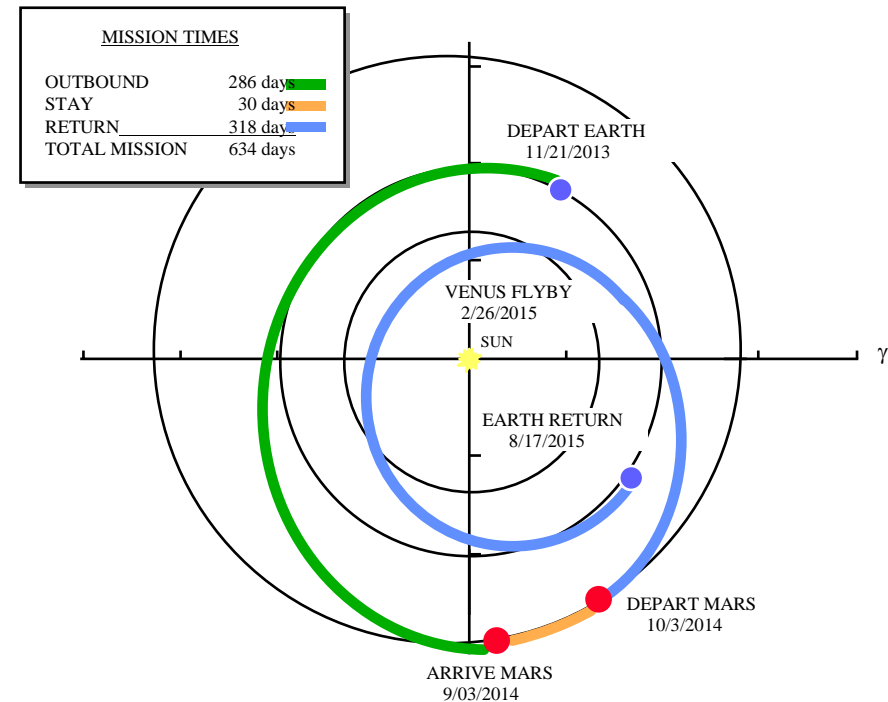 MISSION TIMES
OUTBOUND 286 days
STAY 30 days
RETURN 318 days
TOTAL MISSION 634 days
DEPART EARTH
11/21/2013
VENUS FLYBY
2/26/2015
SUN
γ
EARTH RETURN
8/17/2015
DEPART MARS
10/3/2014
ARRIVE MARS
9/03/2014